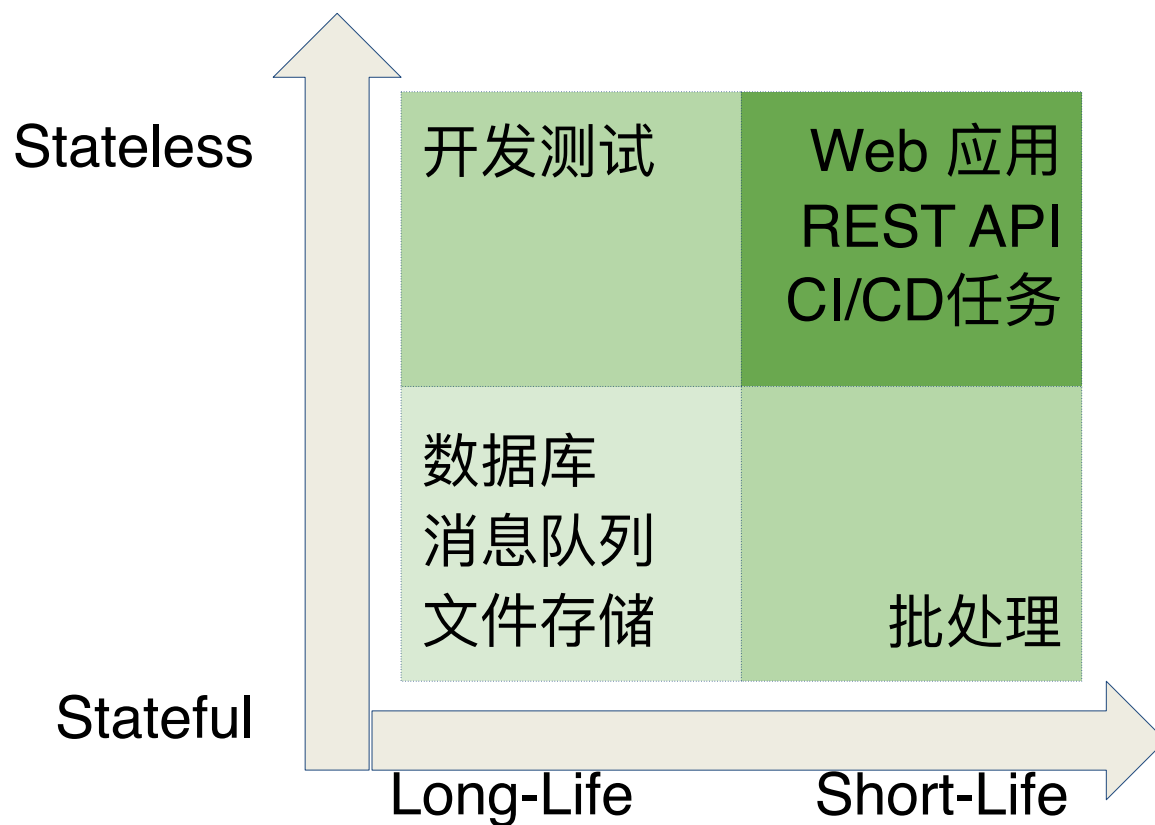 Stateless
开发测试
Web 应用
REST API
CI/CD任务
数据库
消息队列
文件存储
批处理
Stateful
Long-Life
Short-Life